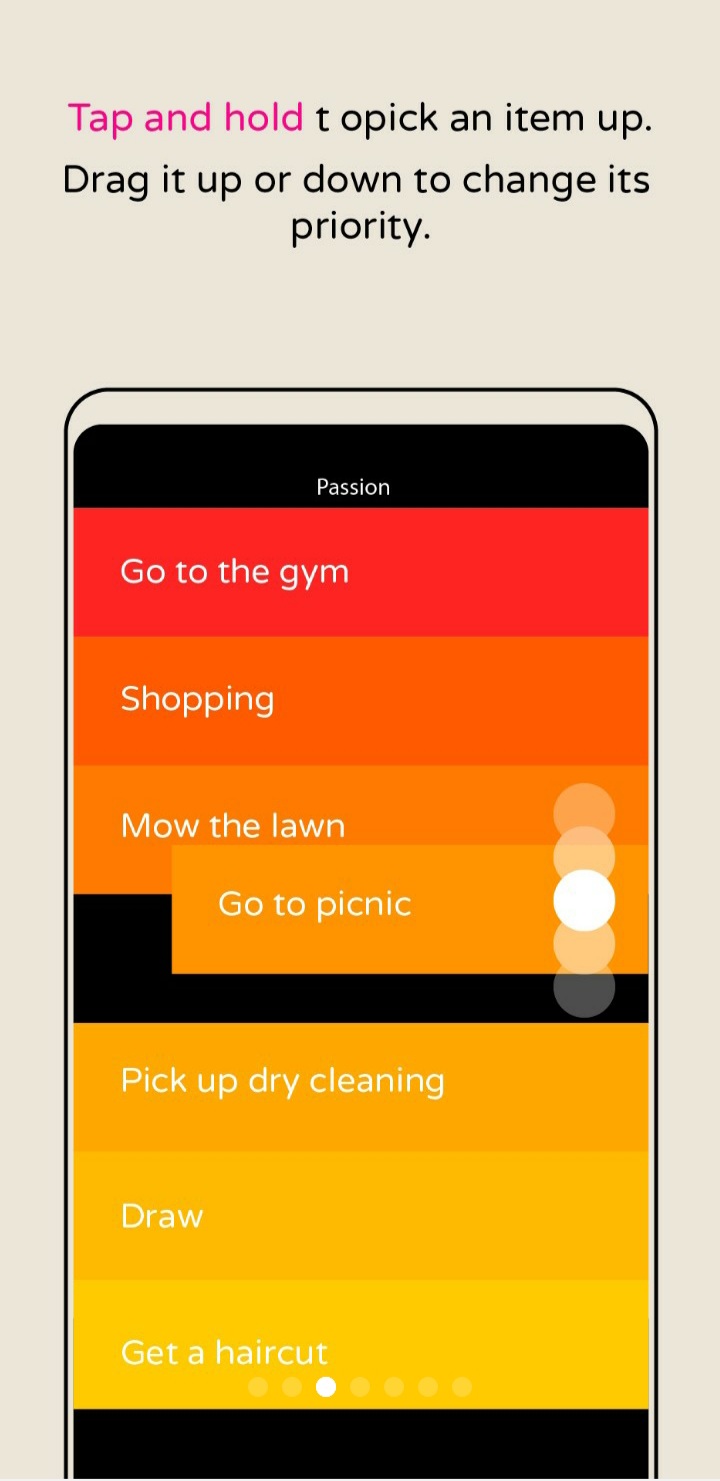 Tap and hold t opick an item up.
Drag it up or down to change its
priority.
Passion
Go to the gym
Shopping
Mow the lawn
Go to picnic
Pick up dry cleaning
Draw
Get a haircut